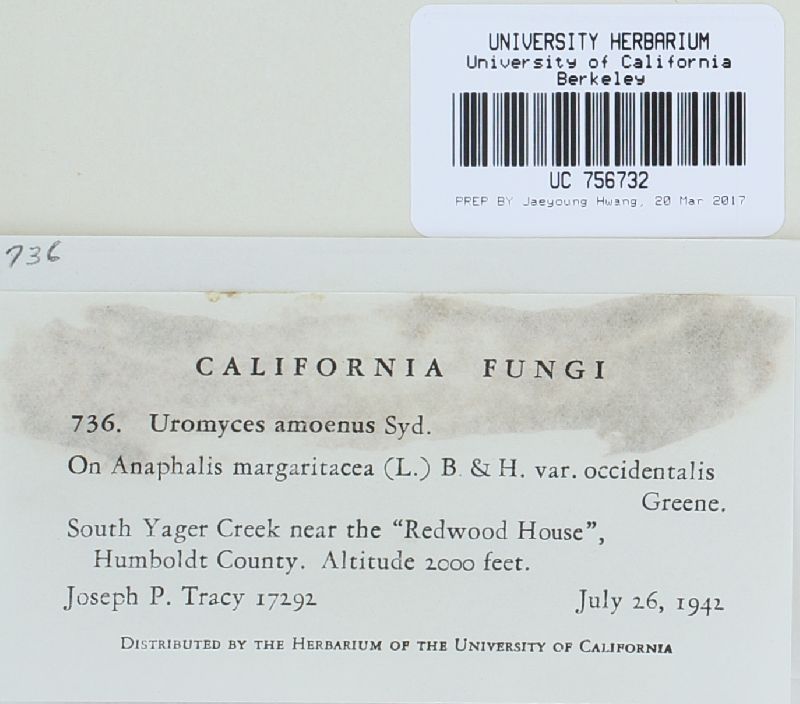 UNIVERSITY HERBARIUM
University of California
Berkeley
UC 756732
PREP BY Jaeyoung Hwang, 20 Mar 2017
736
CALIFORNIA FUNGI
736. Uromyces amoenus Syd.
On Anaphalis margaritacea (L.) B. & H. var. occidentalis
Greene.
South Yager Creek near the “Redwood House”,
Humboldt County. Altitude 2000 feet.
Joseph P. Tracy 17292 July 26, 1942
DISTRIBUTED BY THE HERBARIUM OF THE UNIVERSITY OF CALIFORNIA